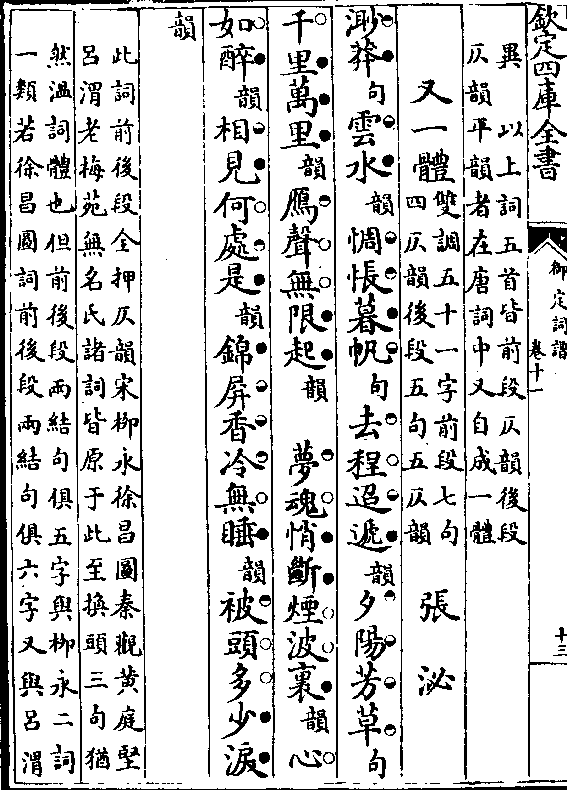 欽定四庫全書
御定詞譜
卷十一
十三
異 以上詞五首皆前段仄韻後段
仄韻平韻者在唐詞中又自成一體
又一體 雙調五十一字前段七句
四仄韻後段五句五仄韻 張 泌
渺莽句雲水韻惆悵暮帆句去程迢遞韻夕陽芳草句
千里萬里韻鴈聲無限起韻 夢魂悄斷煙波裏韻心
如醉韻相見何處是韻錦屏香冷無睡韻被頭多少淚
韻
此詞前後段全押仄韻宋柳永徐昌圖秦觀黄庭堅
呂渭老梅苑無名氏諸詞皆原于此至換頭三句猶
然溫詞體也但前後段兩結句俱五字與柳永二詞
一類若徐昌圖詞前後段兩結句俱六字又與呂渭